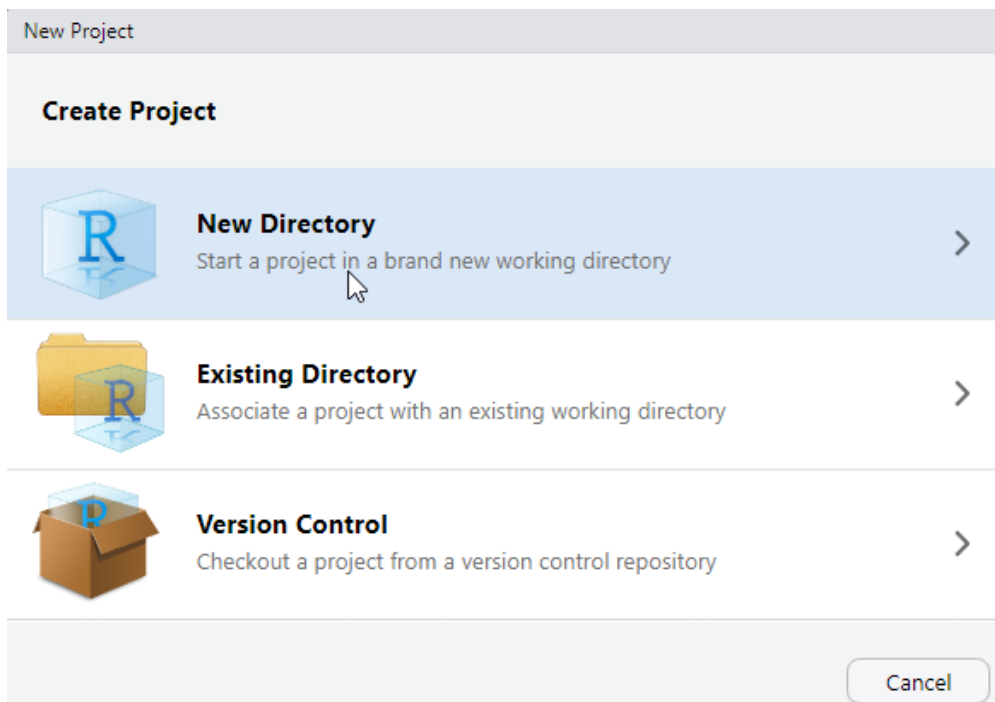 New Project
Create Project
R
New Directory
Start a project in a brand new working directory
R
Existing Directory
Associate a project with an existing working directory
R
Version Control
Checkout a project from a version control repository
Cancel